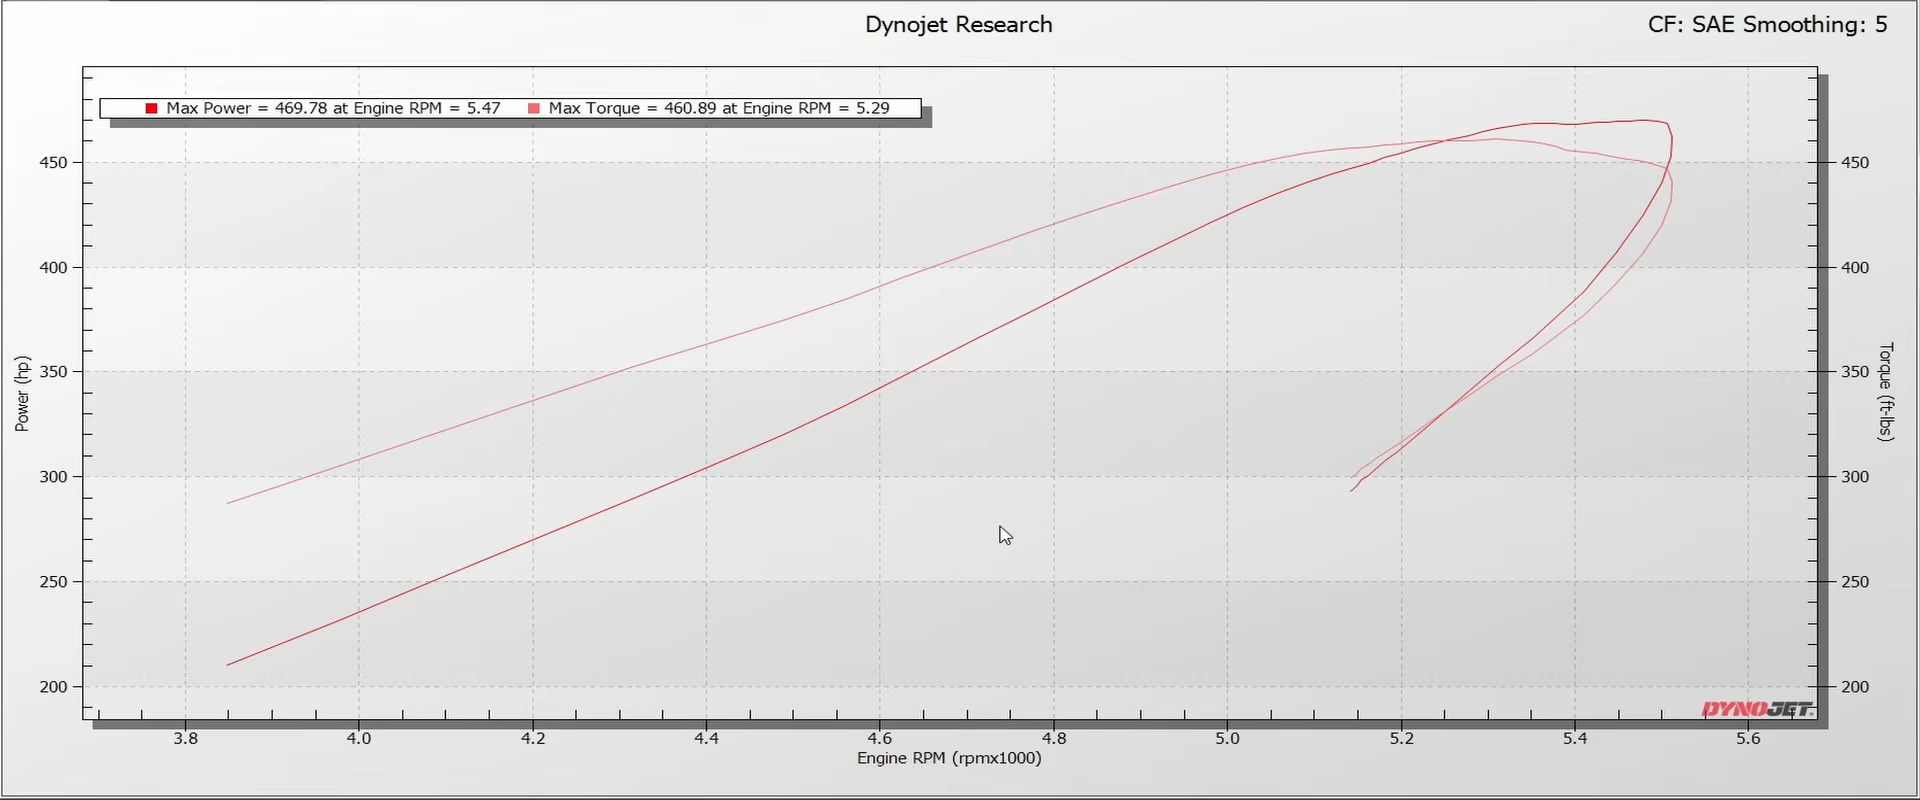 Dynojet Research
CF: SAE Smoothing: 5
Max Power = 469.78 at Engine RPM = 5.47 Max Torque = 460.89 at Engine RPM = 5.29
450
400
350
300
250
200
Power (hp)
450
400
350
300
250
200
Torque (ft-lbs)
DYNOJET
3.8 4.0 4.2 4.4 4.6 4.8 5.0 5.2 5.4 5.6
Engine RPM (rpmx1000)